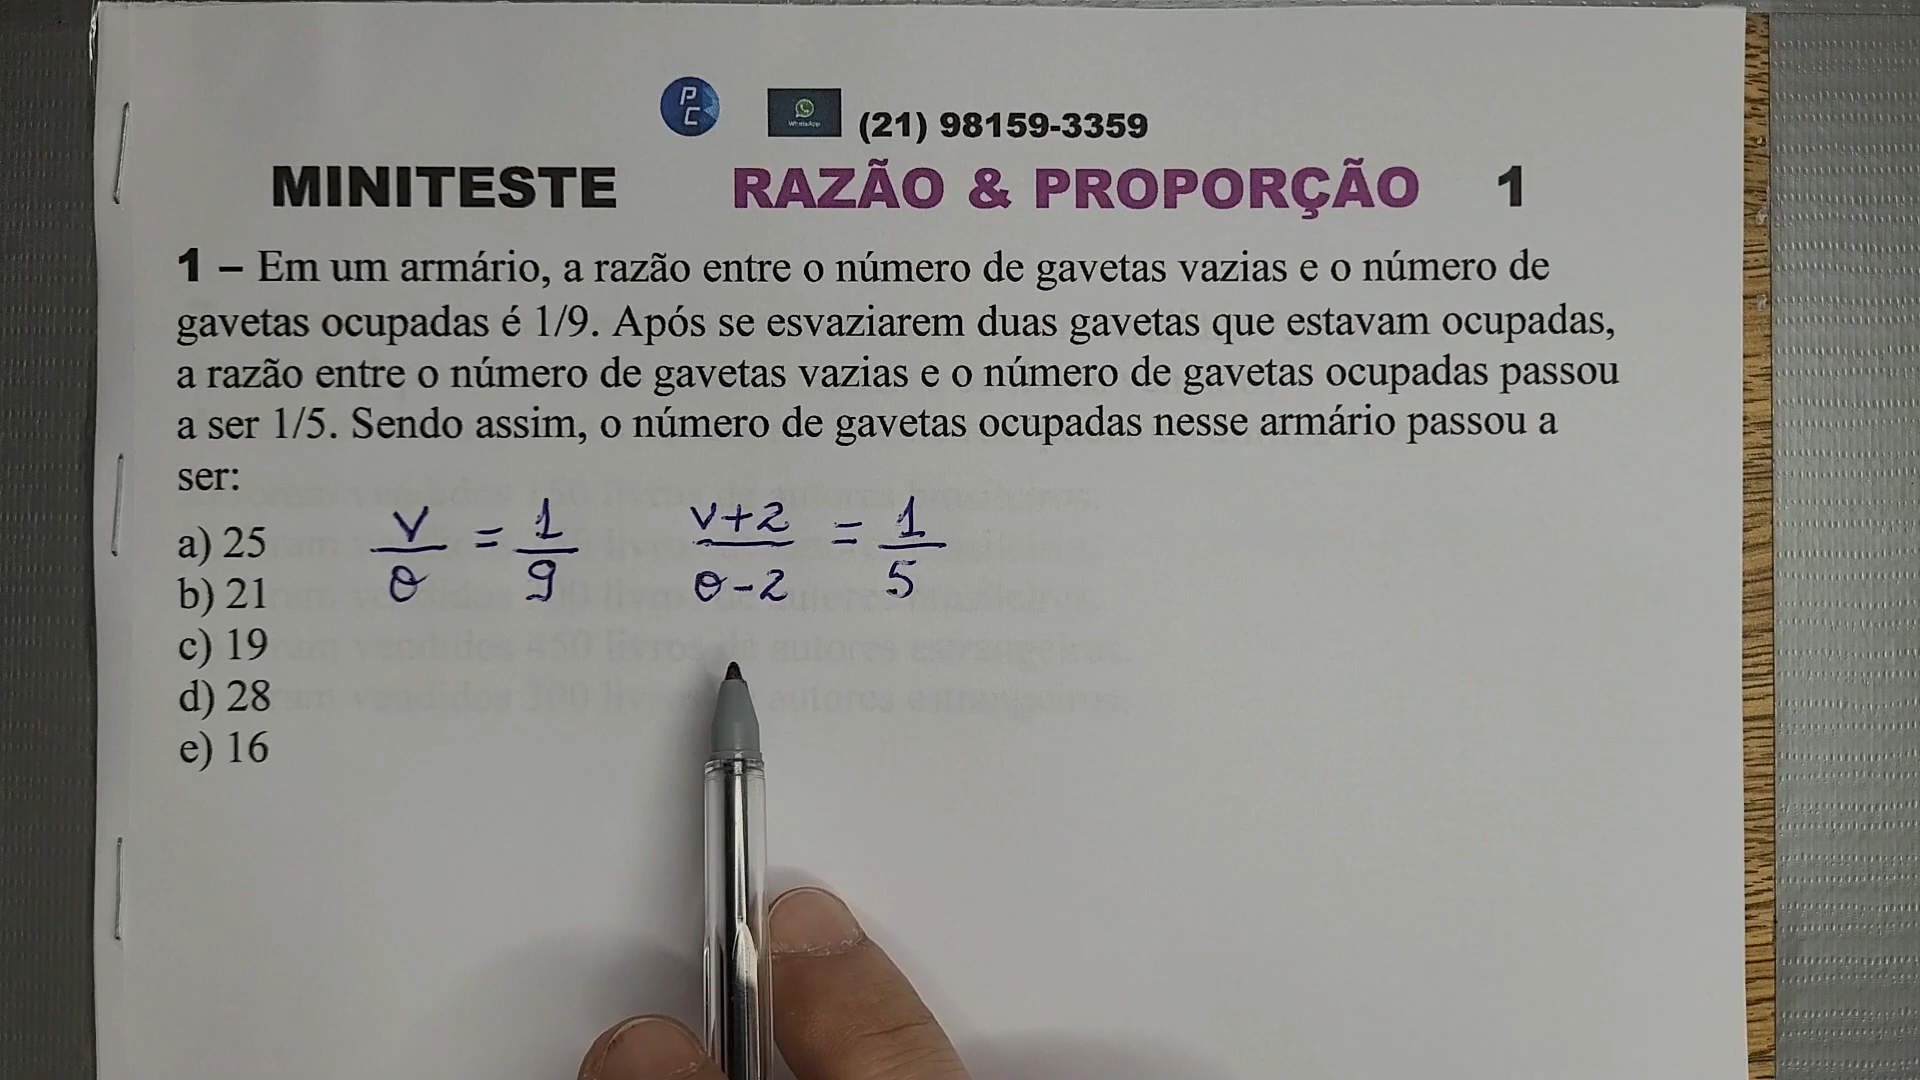 PC WhatsApp (21) 98159-3359
MINITESTE RAZÃO & PROPORÇÃO 1
1 – Em um armário, a razão entre o número de gavetas vazias e o número de
gavetas ocupadas é 1/9. Após se esvaziarem duas gavetas que estavam ocupadas,
a razão entre o número de gavetas vazias e o número de gavetas ocupadas passou
a ser 1/5. Sendo assim, o número de gavetas ocupadas nesse armário passou a
ser:
a) 25
b) 21
c) 19
d) 28
e) 16
V/O = 1/9
V+2/O-2 = 1/5